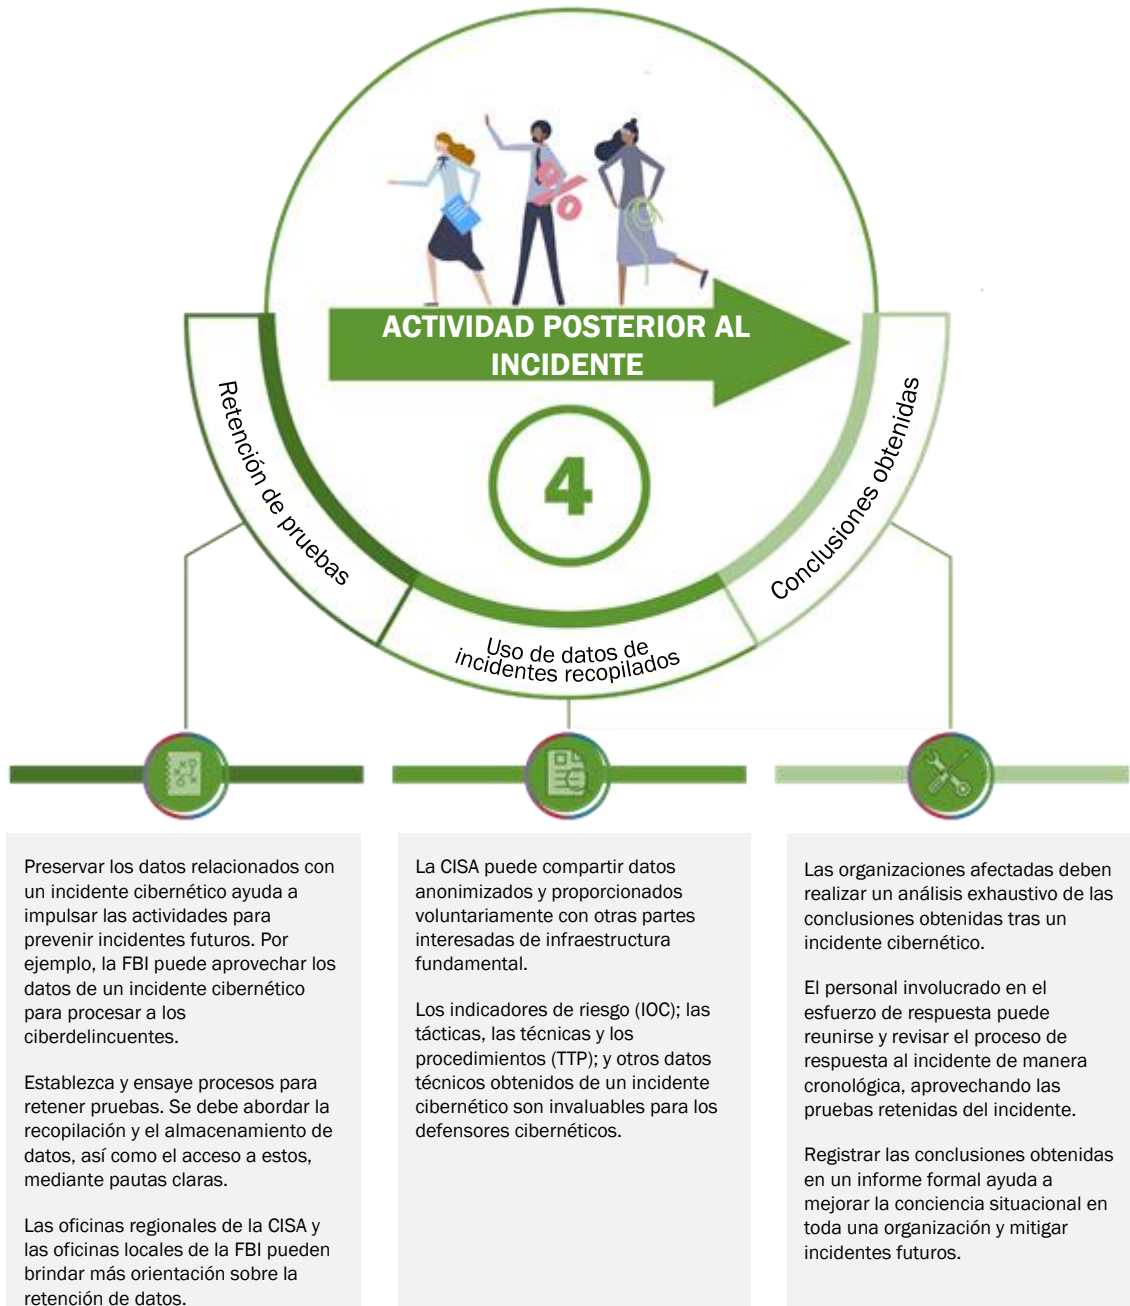 ACTIVIDAD POSTERIOR AL
INCIDENTE
4
Retención de pruebas
Uso de datos de
incidentes recopilados
Conclusiones obtenidas
Preservar los datos relacionados con
un incidente cibernético ayuda a
impulsar las actividades para
prevenir incidentes futuros. Por
ejemplo, la FBI puede aprovechar los
datos de un incidente cibernético
para procesar a los
ciberdelincuentes.
Establezca y ensaye procesos para
retener pruebas. Se debe abordar la
recopilación y el almacenamiento de
datos, así como el acceso a estos,
mediante pautas claras.
Las oficinas regionales de la CISA y
las oficinas locales de la FBI pueden
brindar más orientación sobre la
retención de datos.
La CISA puede compartir datos
anonimizados y proporcionados
voluntariamente con otras partes
interesadas de infraestructura
fundamental.
Los indicadores de riesgo (IOC); las
tácticas, las técnicas y los
procedimientos (TTP); y otros datos
técnicos obtenidos de un incidente
cibernético son invaluables para los
defensores cibernéticos.
Las organizaciones afectadas deben
realizar un análisis exhaustivo de las
conclusiones obtenidas tras un
incidente cibernético.
El personal involucrado en el
esfuerzo de respuesta puede
reunirse y revisar el proceso de
respuesta al incidente de manera
cronológica, aprovechando las
pruebas retenidas del incidente.
Registrar las conclusiones obtenidas
en un informe formal ayuda a
mejorar la conciencia situacional en
toda una organización y mitigar
incidentes futuros.